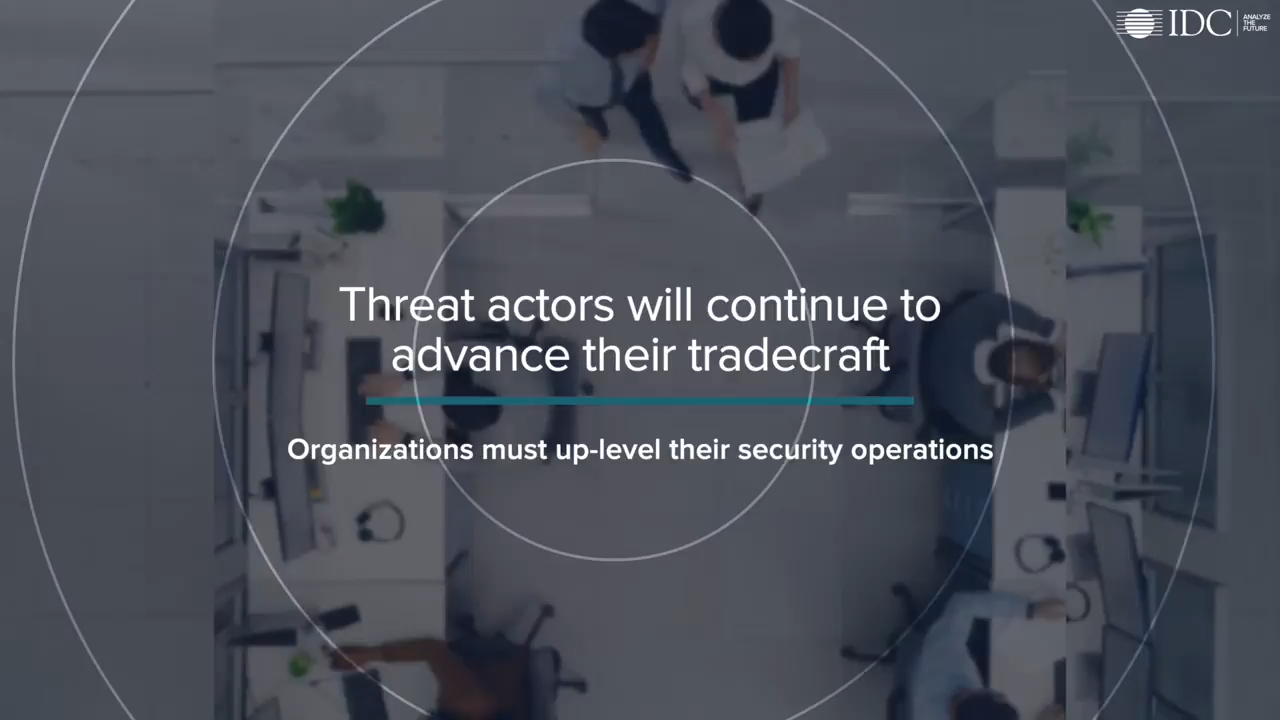 IDC
ANALYZE
THE
FUTURE
Threat actors will continue to
advance their tradecraft
Organizations must up-level their security operations